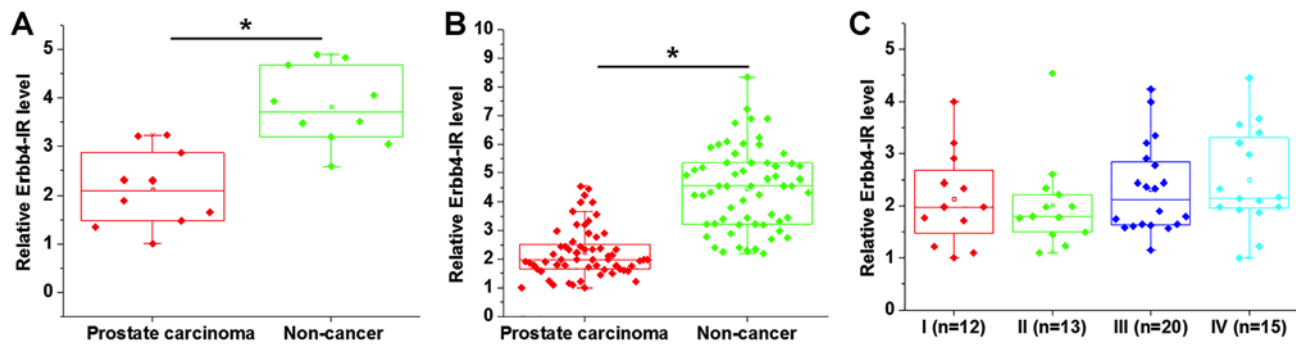 A
Relative Erbb4-IR level
5
4
3
2
1
0
*
Prostate carcinoma
Non-cancer
B
Relative Erbb4-IR level
10
9
8
7
6
5
4
3
2
1
0
*
Prostate carcinoma
Non-cancer
C
Relative Erbb4-IR level
5
4
3
2
1
0
I (n=12)
II (n=13)
III (n=20)
IV (n=15)